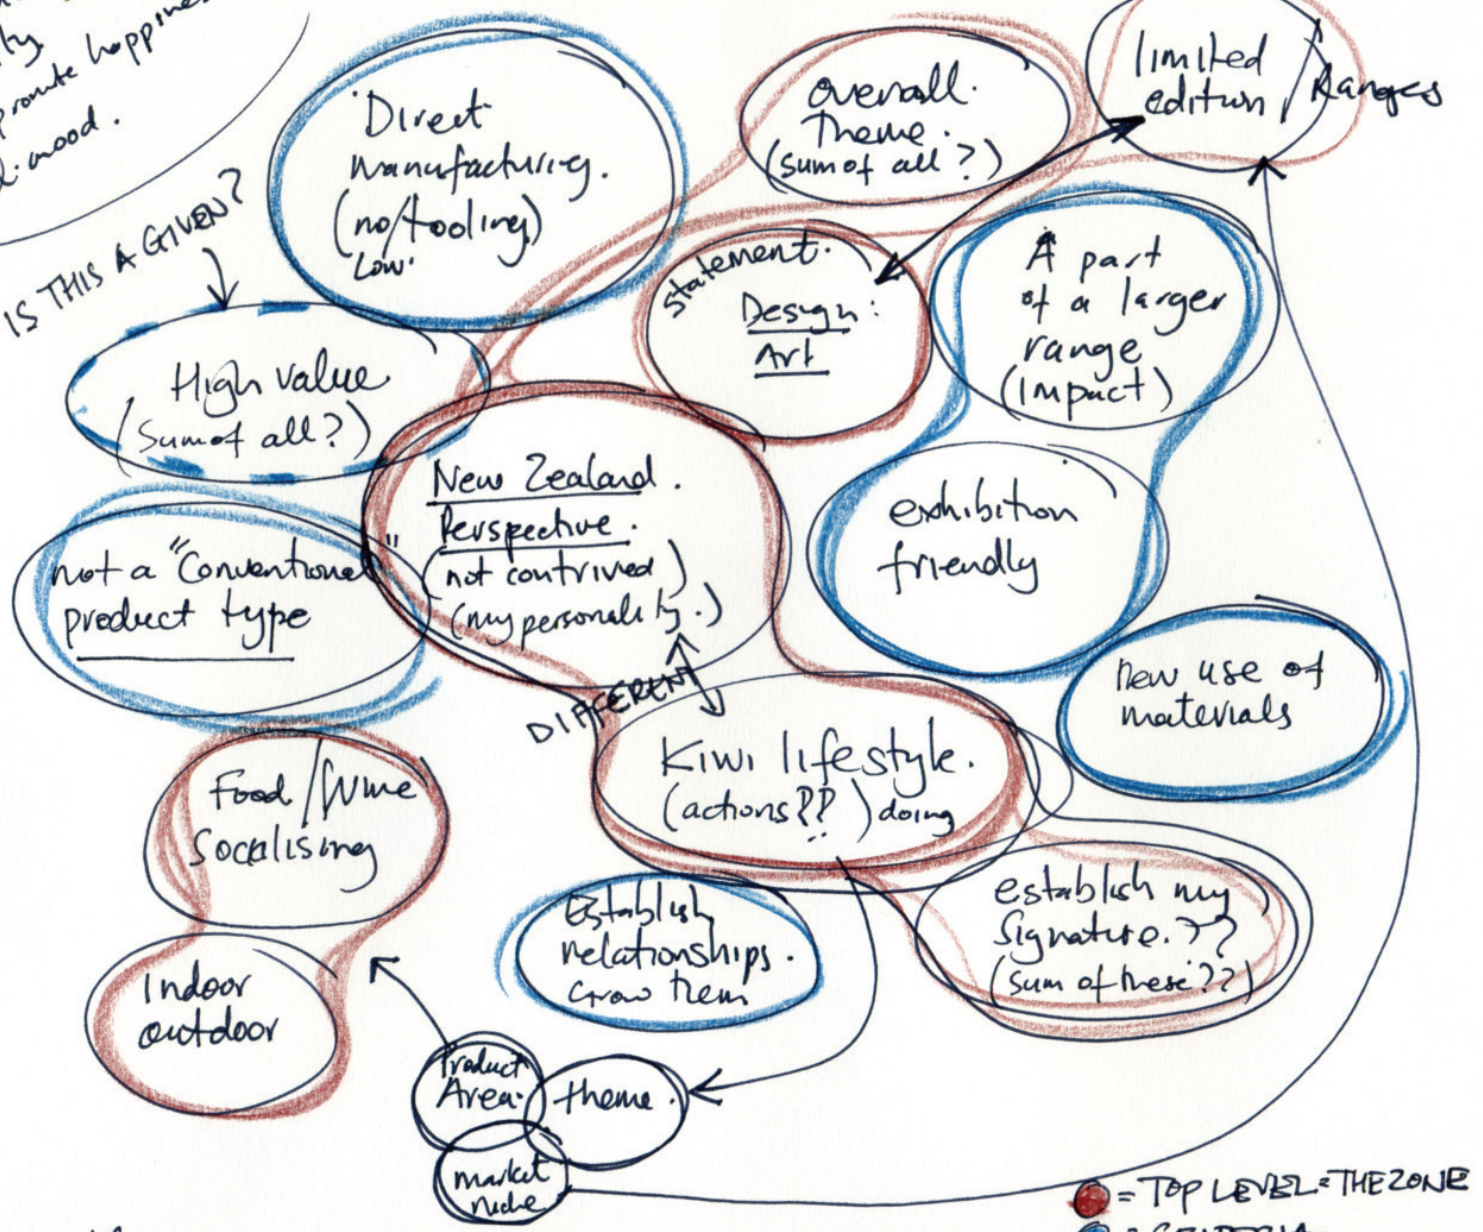 promote happiness
mood.
IS THIS A GIVEN?
Direct
manufacturing.
(no/tooling)
'Low'
overall.
Theme.
(sum of all?)
limited
edition / Ranges
High value
(sum of all?)
statement.
Design:
Art
A part
of a larger
range
(Impact)
New Zealand.
Perspective.
(not contrived)
(my personality.)
exhibition
friendly
not a "Conventional"
product type
DIFFERENT
new use of
materials
Kiwi lifestyle.
(actions??) doing
Food/Wine
Socialising
Indoor
outdoor
Establish
relationships.
Grow them
establish my
Signature.??
(sum of these??)
Product
Area.
theme.
market
niche
= TOP LEVEL = THE ZONE
= CRITERIA